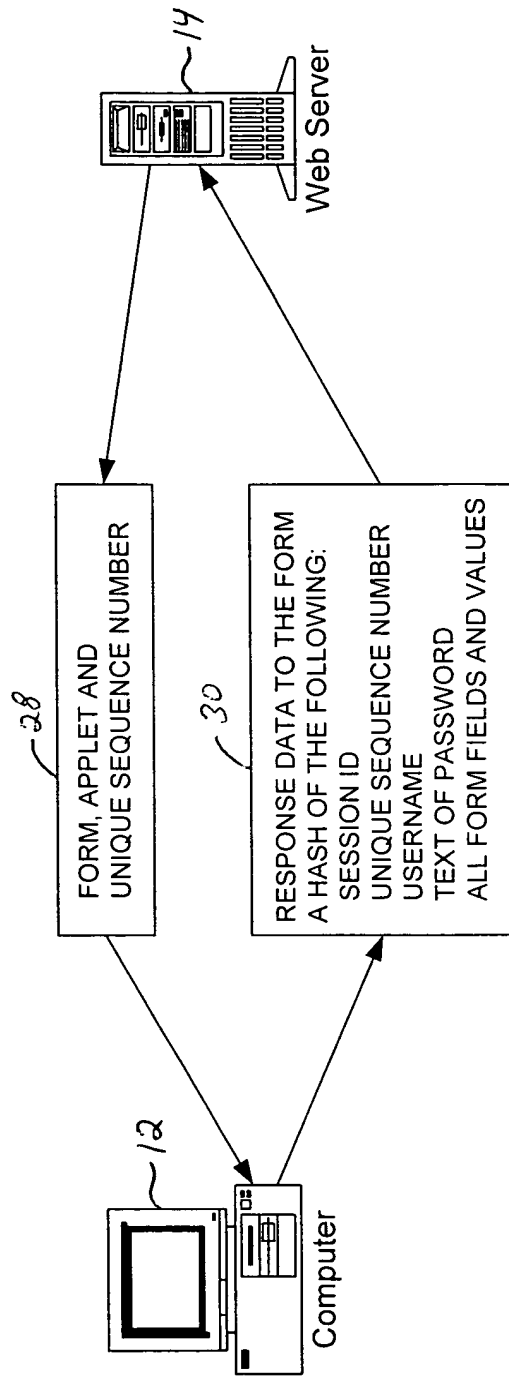 28
FORM, APPLET AND
UNIQUE SEQUENCE NUMBER
12
Computer
14
Web Server
30
RESPONSE DATA TO THE FORM
A HASH OF THE FOLLOWING:
SESSION ID
UNIQUE SEQUENCE NUMBER
USERNAME
TEXT OF PASSWORD
ALL FORM FIELDS AND VALUES